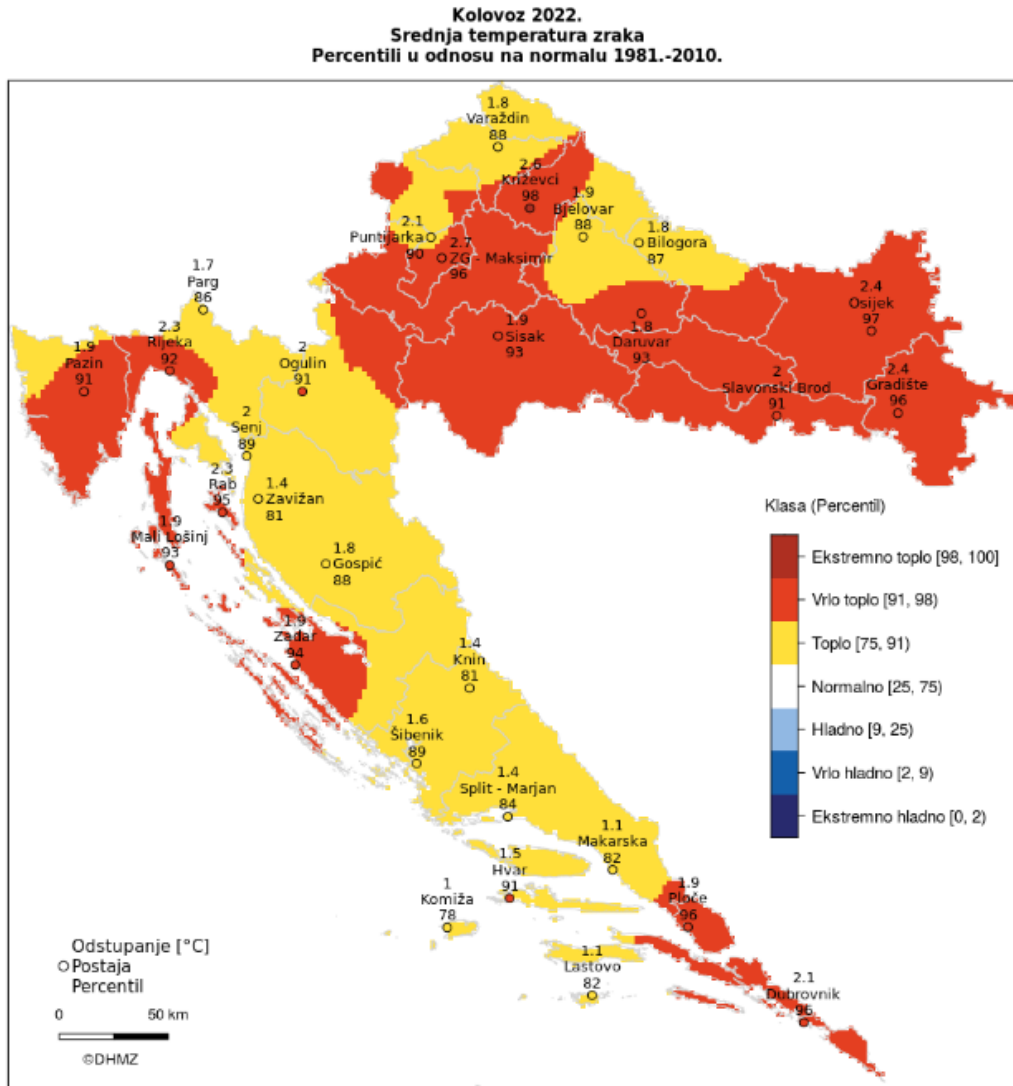 Kolovoz 2022.
Srednja temperatura zraka
Percentili u odnosu na normalu 1981.-2010.
1.8
Varaždin
88
2.6
Križevci
98
1.9
Bjelovar
88
2.1
Puntijarka
90
1.8
Bilogora
87
2.7
ZG - Maksimir
96
1.7
Parg
86
2.4
Osijek
97
1.9
Pazin
91
2.3
Rijeka
92
2
Ogulin
91
1.9
Sisak
93
1.8
Daruvar
93
2
Slavonski Brod
91
2.4
Gradište
96
2
Senj
89
2.3
Rab
95
1.4
Zavižan
81
1.9
Mali Lošinj
93
1.8
Gospić
88
1.9
Zadar
94
1.4
Knin
81
1.6
Šibenik
89
1.4
Split - Marjan
84
1.1
Makarska
82
1.5
Hvar
91
1
Komiža
78
1.9
Ploče
96
1.1
Lastovo
82
2.1
Dubrovnik
96
Klasa (Percentil)
Ekstremno toplo [98, 100]
Vrlo toplo [91, 98)
Toplo [75, 91)
Normalno [25, 75)
Hladno [9, 25)
Vrlo hladno [2, 9)
Ekstremno hladno [0, 2)
Odstupanje [°C]
Postaja
Percentil
0 50 km
©DHMZ